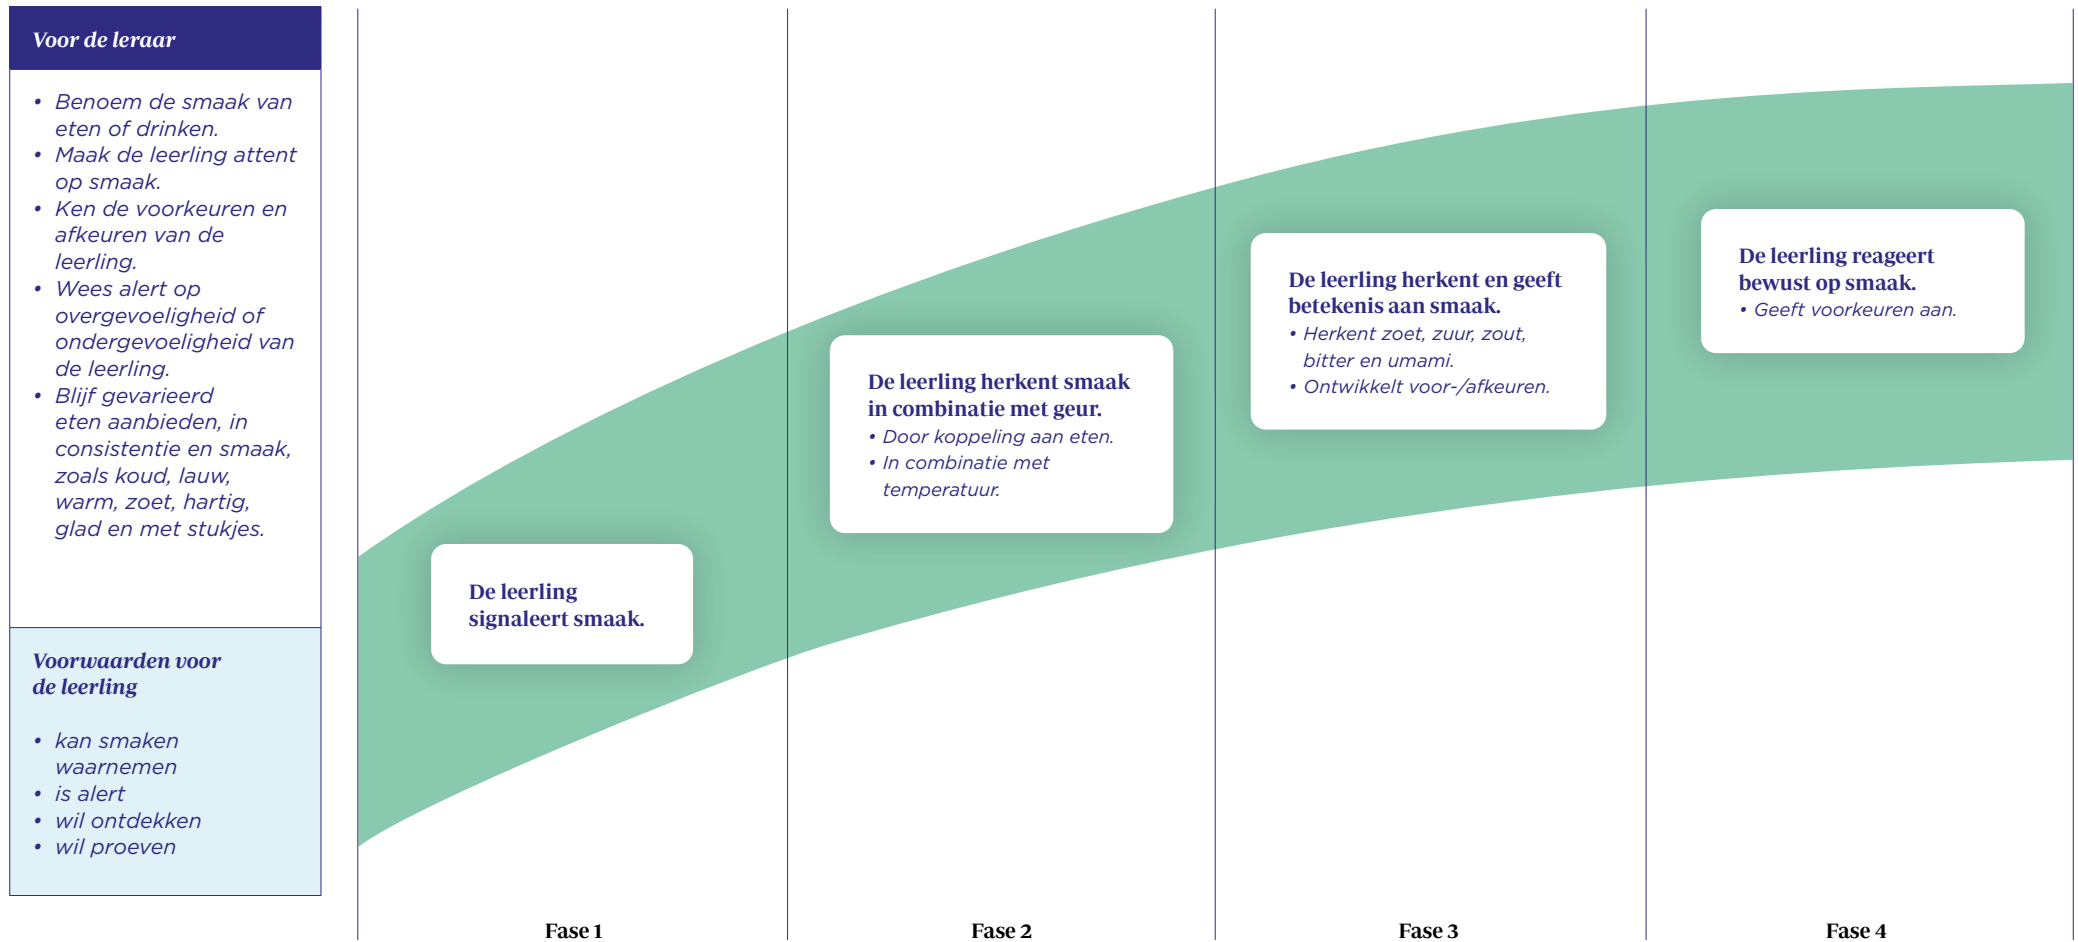 Voor de leraar
• Benoem de smaak van
eten of drinken.
• Maak de leerling attent
op smaak.
• Ken de voorkeuren en
afkeuren van de
leerling.
• Wees alert op
overgevoeligheid of
ondergevoeligheid van
de leerling.
• Blijf gevarieerd
eten aanbieden, in
consistentie en smaak,
zoals koud, lauw,
warm, zoet, hartig,
glad en met stukjes.
Voorwaarden voor
de leerling
• kan smaken
waarnemen
• is alert
• wil ontdekken
• wil proeven
De leerling
signaleert smaak.
Fase 1
De leerling herkent smaak
in combinatie met geur.
• Door koppeling aan eten.
• In combinatie met
temperatuur.
Fase 2
De leerling herkent en geeft
betekenis aan smaak.
• Herkent zoet, zuur, zout,
bitter en umami.
• Ontwikkelt voor-/afkeuren.
Fase 3
De leerling reageert
bewust op smaak.
• Geeft voorkeuren aan.
Fase 4